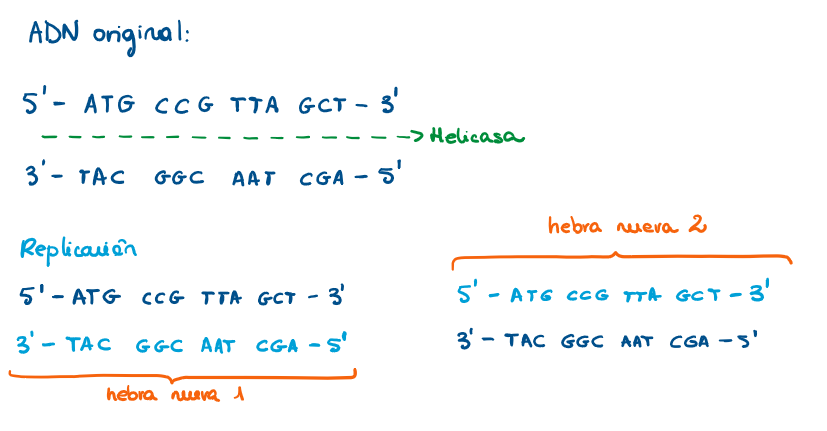 ADN original:
5'- ATG CCG TTA GCT - 3'
Helicasa
3'- TAC GGC AAT CGA - 5'
Replicación
5'- ATG CCG TTA GCT - 3'
3'- TAC GGC AAT CGA - 5'
hebra nueva 1
hebra nueva 2
5' - ATG CCG TTA GCT - 3'
3' - TAC GGC AAT CGA - 5'